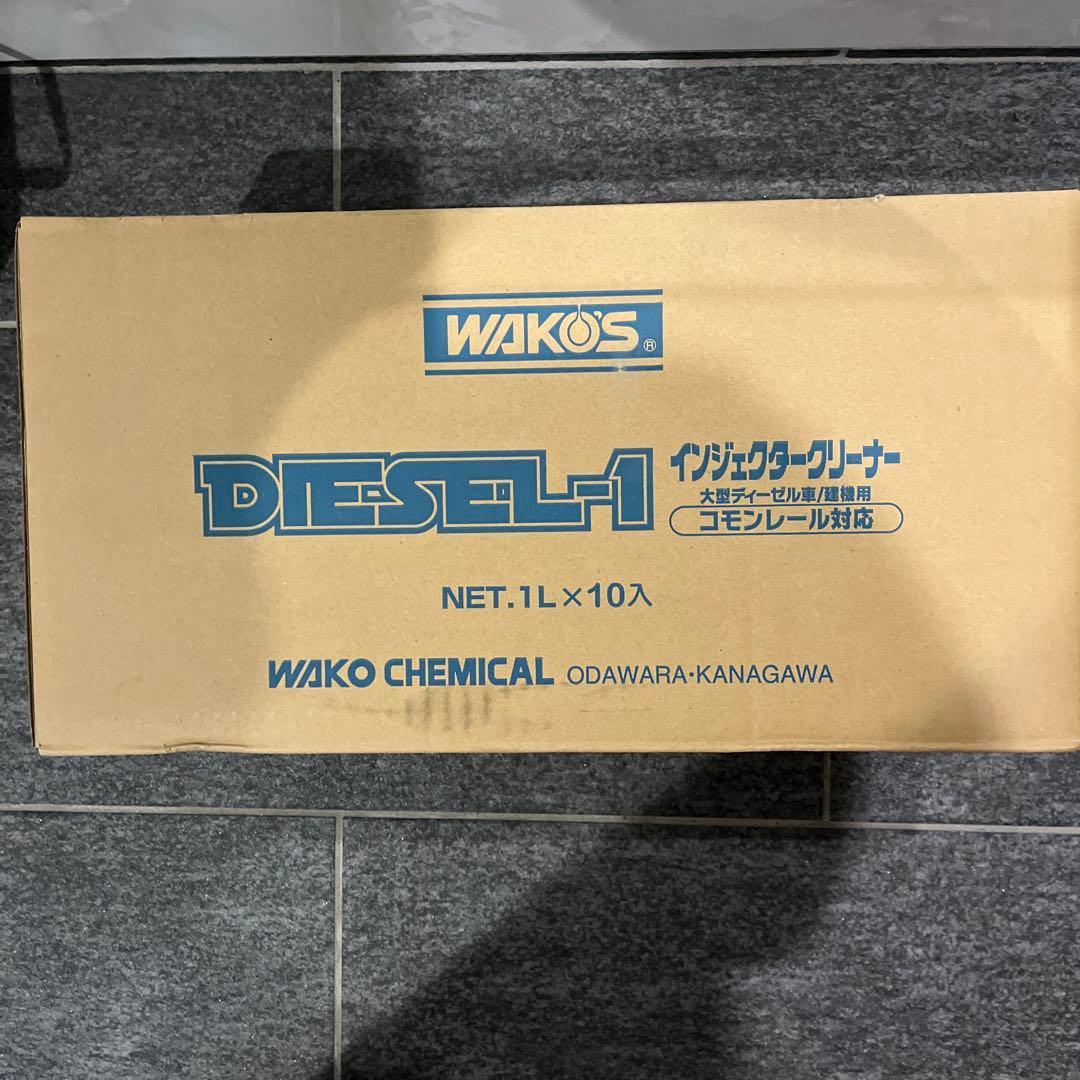 WAKO'S®
DIESEL-1
インジェクタークリーナー
大型ディーゼル車/建機用
コモンレール対応
NET.1L×10入
WAKO CHEMICAL ODAWARA・KANAGAWA